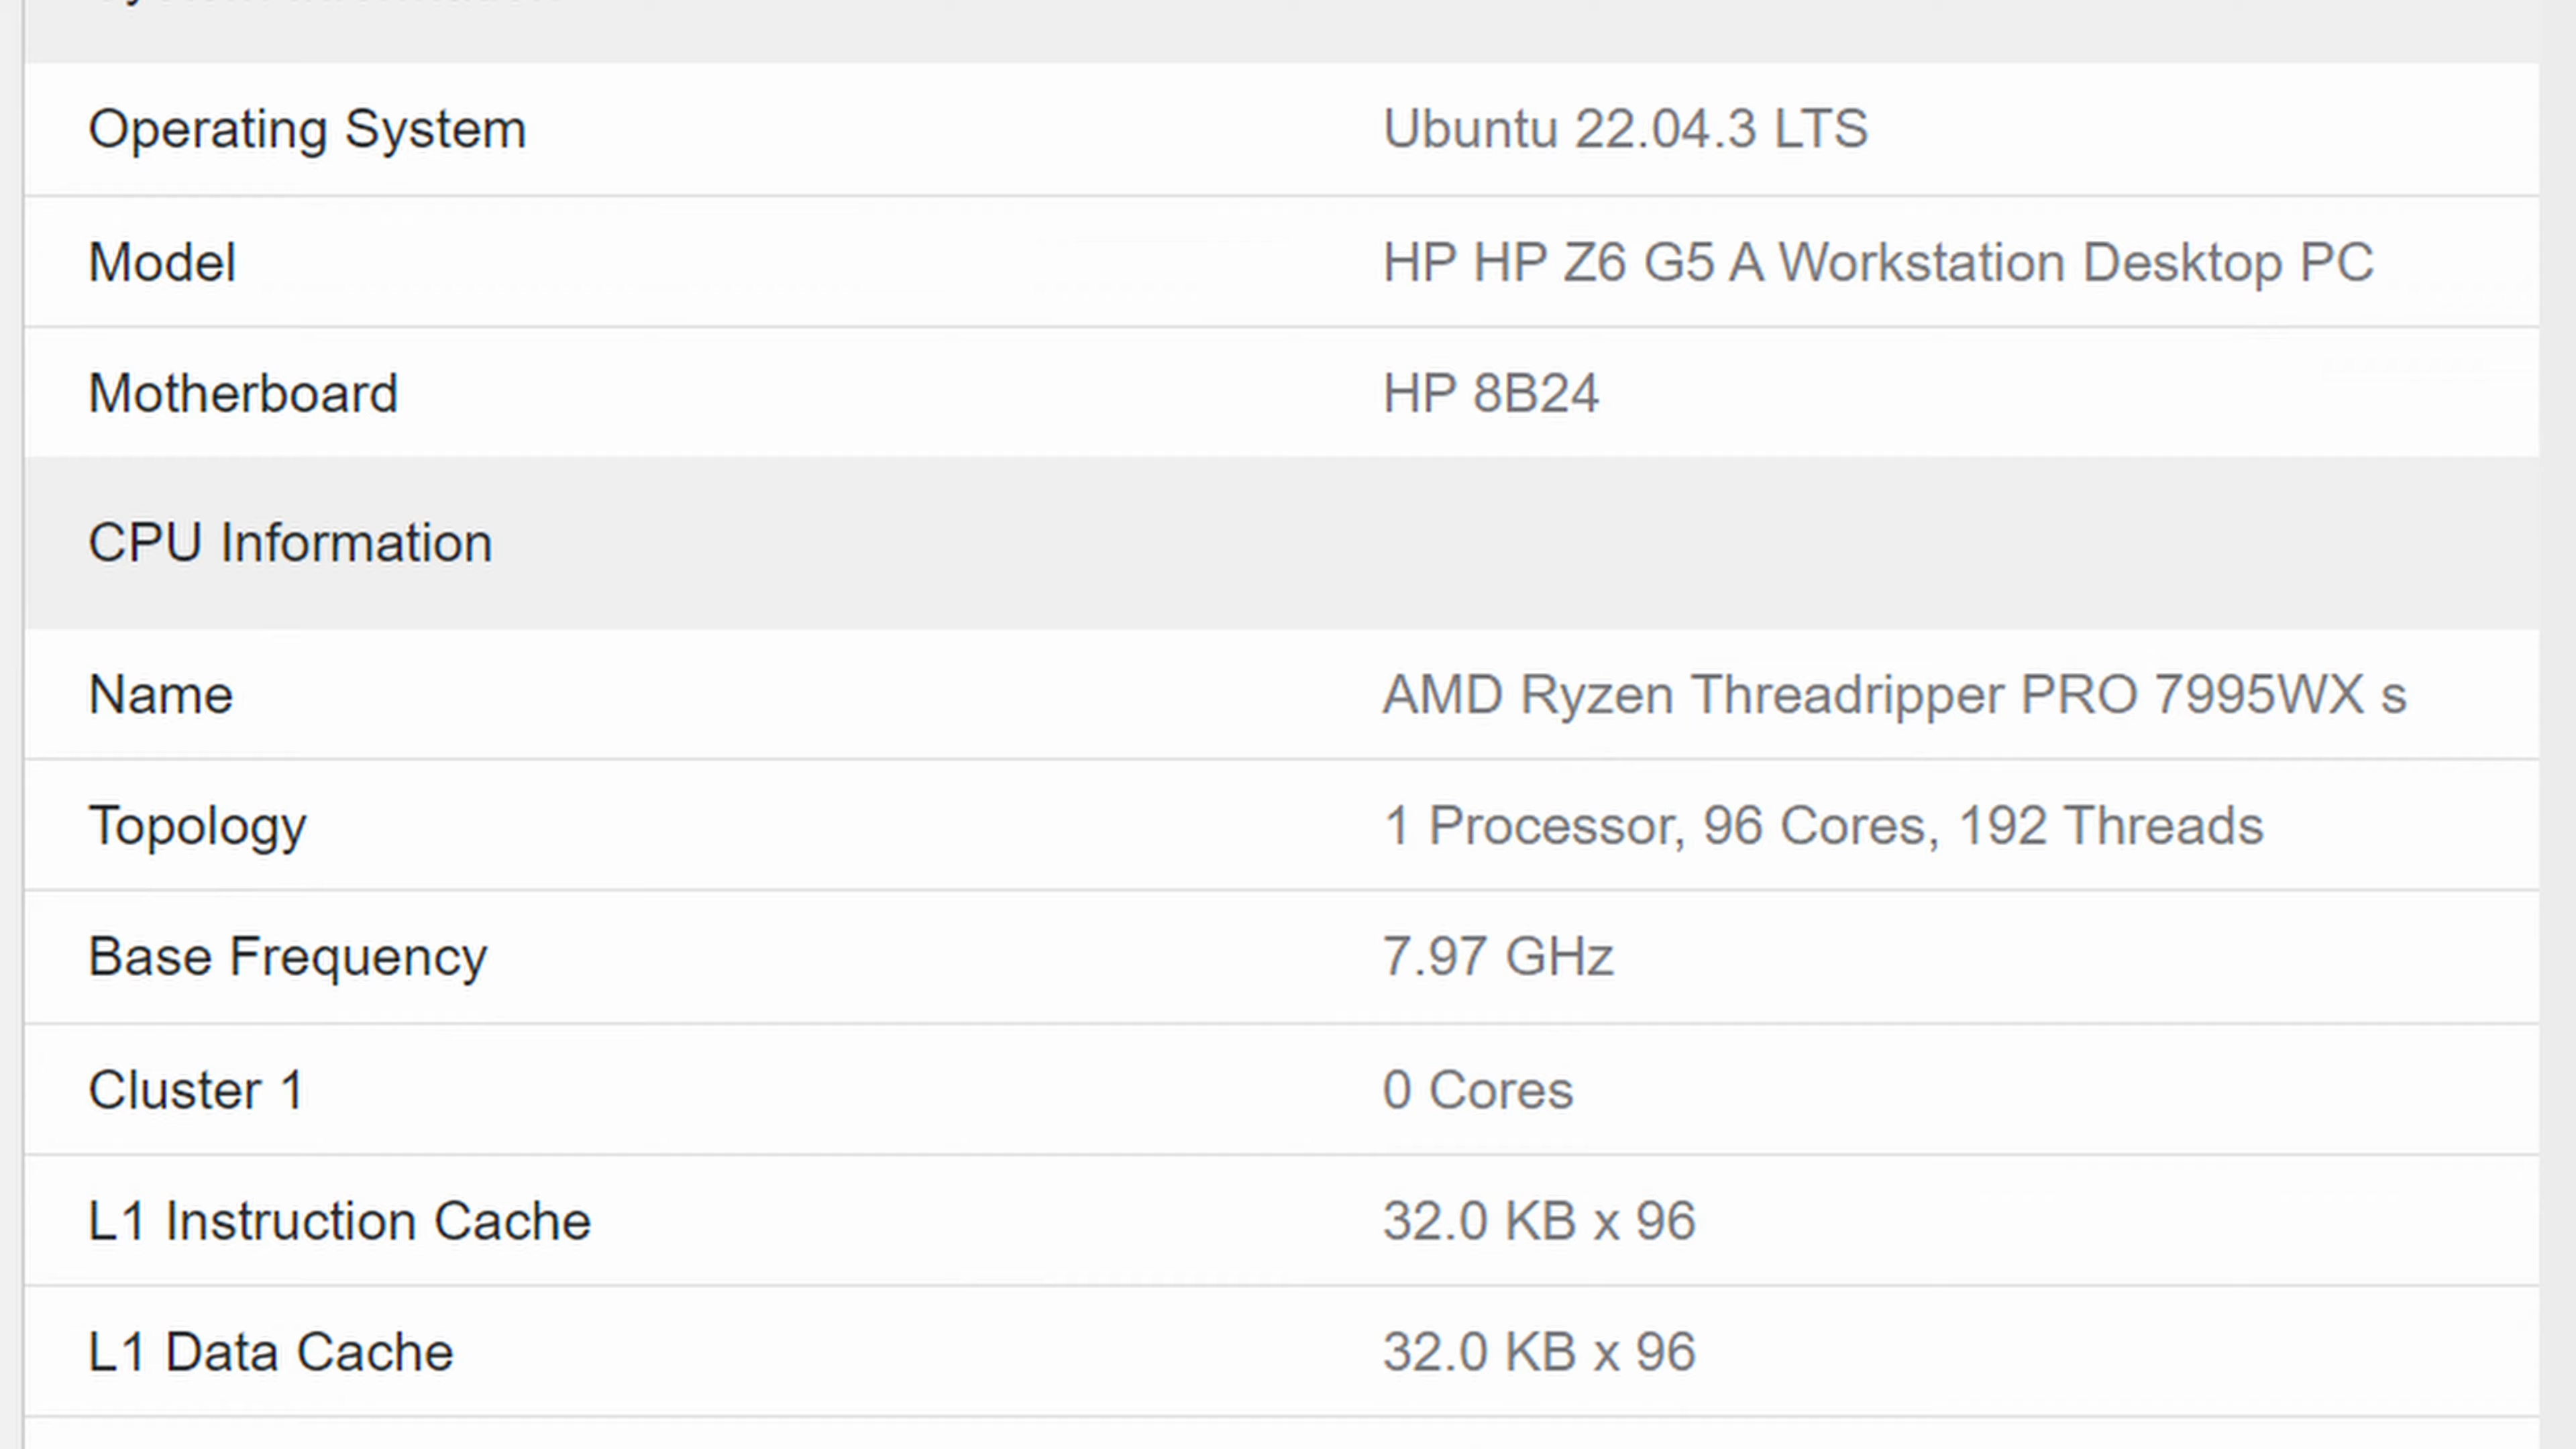 Operating System Ubuntu 22.04.3 LTS
Model HP HP Z6 G5 A Workstation Desktop PC
Motherboard HP 8B24
CPU Information
Name AMD Ryzen Threadripper PRO 7995WX s
Topology 1 Processor, 96 Cores, 192 Threads
Base Frequency 7.97 GHz
Cluster 1 0 Cores
L1 Instruction Cache 32.0 KB x 96
L1 Data Cache 32.0 KB x 96